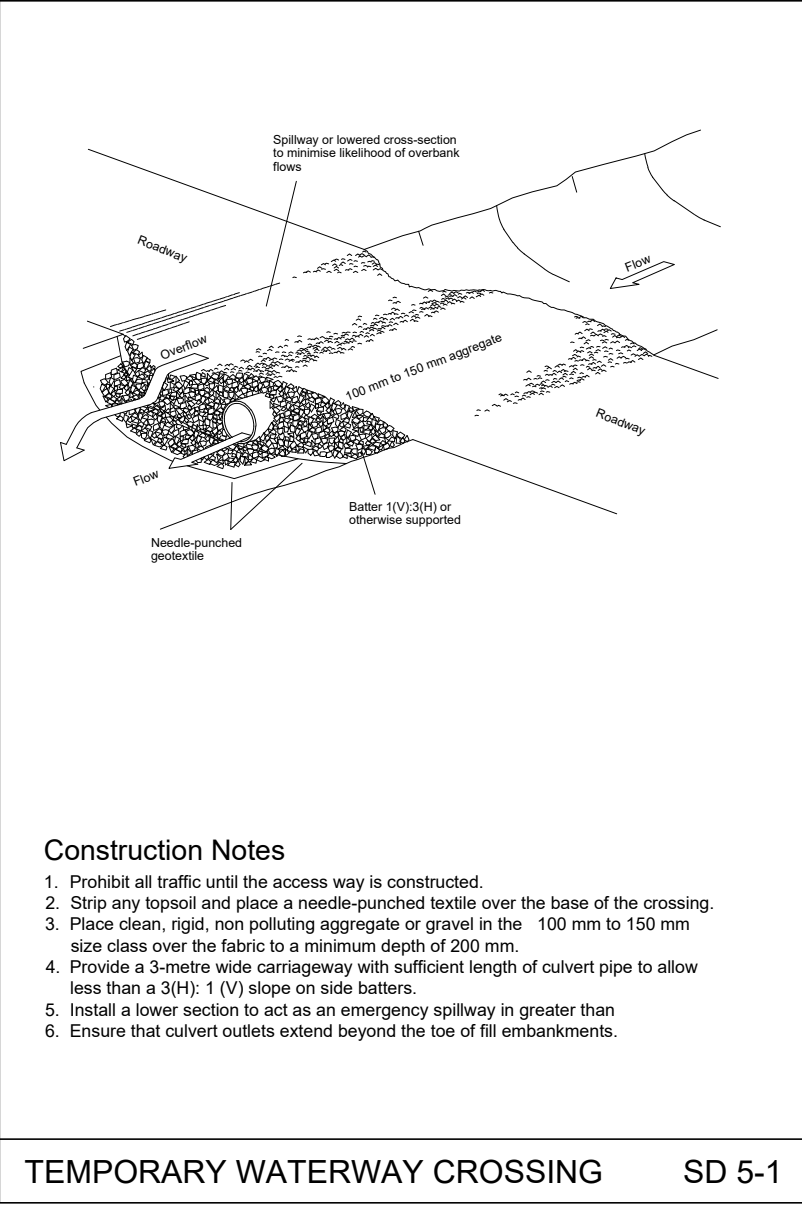 Spillway or lowered cross-section
to minimise likelihood of overbank
flows
Roadway
Flow
Overflow
100 mm to 150 mm aggregate
Roadway
Flow
Batter 1(V):3(H) or
otherwise supported
Needle-punched
geotextile
Construction Notes
1. Prohibit all traffic until the access way is constructed.
2. Strip any topsoil and place a needle-punched textile over the base of the crossing.
3. Place clean, rigid, non polluting aggregate or gravel in the 100 mm to 150 mm
size class over the fabric to a minimum depth of 200 mm.
4. Provide a 3-metre wide carriageway with sufficient length of culvert pipe to allow
less than a 3(H): 1 (V) slope on side batters.
5. Install a lower section to act as an emergency spillway in greater than
6. Ensure that culvert outlets extend beyond the toe of fill embankments.
TEMPORARY WATERWAY CROSSING SD 5-1